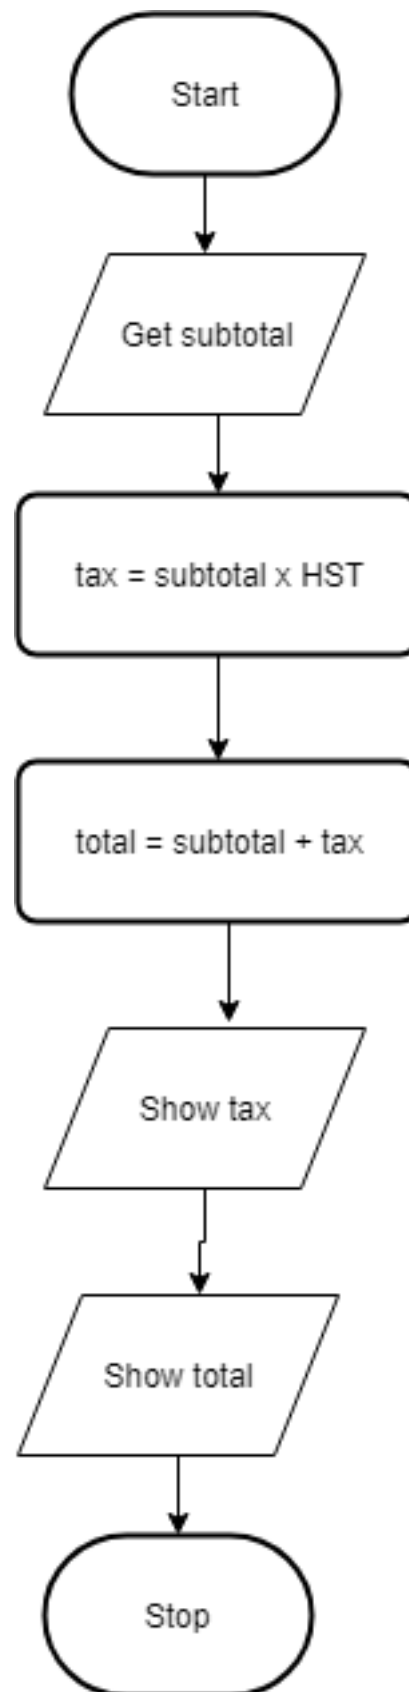 Start
Get subtotal
tax = subtotal x HST
total = subtotal + tax
Show tax
Show total
Stop